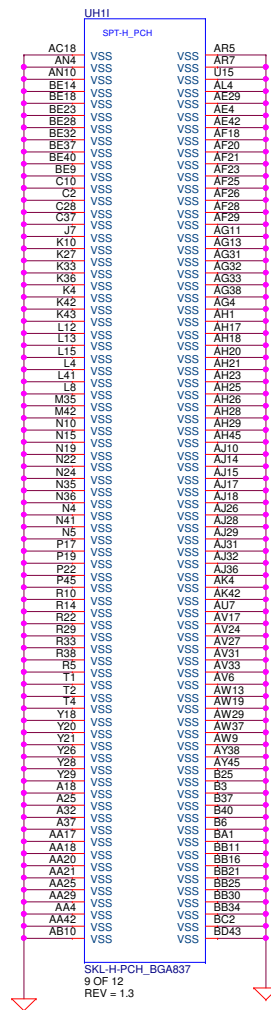 UH1I
SPT-H_PCH
AC18 VSS VSS AR5
AN4 VSS VSS AR7
AN10 VSS VSS U15
BE14 VSS VSS AL4
BE18 VSS VSS AE29
BE23 VSS VSS AE4
BE28 VSS VSS AE42
BE32 VSS VSS AF18
BE37 VSS VSS AF20
BE40 VSS VSS AF21
BE9 VSS VSS AF23
C10 VSS VSS AF25
C2 VSS VSS AF26
C28 VSS VSS AF28
C37 VSS VSS AF29
J7 VSS VSS AG11
K10 VSS VSS AG13
K27 VSS VSS AG31
K33 VSS VSS AG32
K36 VSS VSS AG33
K4 VSS VSS AG38
K42 VSS VSS AG4
K43 VSS VSS AH1
L12 VSS VSS AH17
L13 VSS VSS AH18
L15 VSS VSS AH20
L4 VSS VSS AH21
L41 VSS VSS AH23
L8 VSS VSS AH25
M35 VSS VSS AH26
M42 VSS VSS AH28
N10 VSS VSS AH29
N15 VSS VSS AH45
N19 VSS VSS AJ10
N22 VSS VSS AJ14
N24 VSS VSS AJ15
N35 VSS VSS AJ17
N36 VSS VSS AJ18
N4 VSS VSS AJ26
N41 VSS VSS AJ28
N5 VSS VSS AJ29
P17 VSS VSS AJ31
P19 VSS VSS AJ32
P22 VSS VSS AJ36
P45 VSS VSS AK4
R10 VSS VSS AK42
R14 VSS VSS AU7
R22 VSS VSS AV17
R29 VSS VSS AV24
R33 VSS VSS AV27
R38 VSS VSS AV31
R5 VSS VSS AV33
T1 VSS VSS AV6
T2 VSS VSS AW13
T4 VSS VSS AW19
Y18 VSS VSS AW29
Y20 VSS VSS AW37
Y21 VSS VSS AW9
Y26 VSS VSS AY38
Y28 VSS VSS AY45
Y29 VSS VSS B25
A18 VSS VSS B3
A25 VSS VSS B37
A32 VSS VSS B40
A37 VSS VSS B6
AA17 VSS VSS BA1
AA18 VSS VSS BB11
AA20 VSS VSS BB16
AA21 VSS VSS BB21
AA25 VSS VSS BB25
AA29 VSS VSS BB30
AA4 VSS VSS BB34
AA42 VSS VSS BC2
AB10 VSS VSS BD43
SKL-H-PCH_BGA837
9 OF 12
REV = 1.3